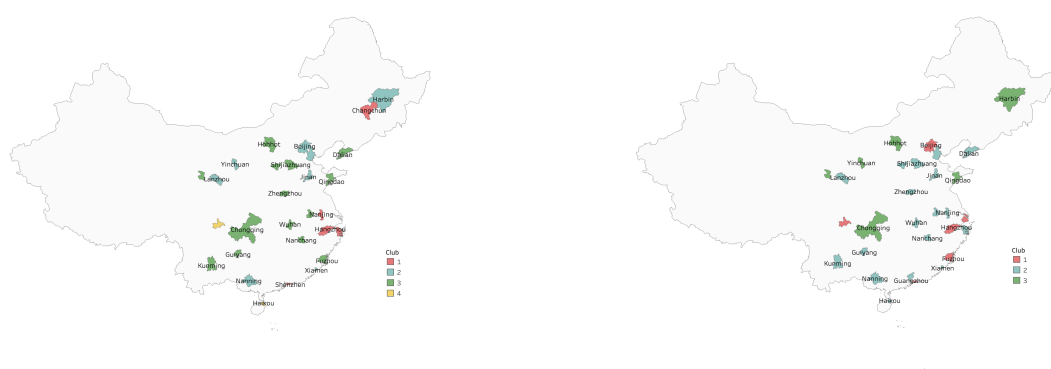 Harbin
Changchun
Hohhot
Beijing
Dalian
Yinchuan
Shijiazhuang
Lanzhou
Jinan
Qingdao
Zhengzhou
Nanjing
Chongqing
Wuhan
Hangzhou
Nanchang
Guiyang
Kunming
Fuzhou
Xiamen
Nanning
Shenzhen
Haikou
Club
1
2
3
4
Harbin
Hohhot
Beijing
Dalian
Yinchuan
Shijiazhuang
Lanzhou
Jinan
Qingdao
Zhengzhou
Nanjing
Chongqing
Wuhan
Hangzhou
Nanchang
Guiyang
Kunming
Fuzhou
Xiamen
Nanning
Guangzhou
Haikou
Club
1
2
3